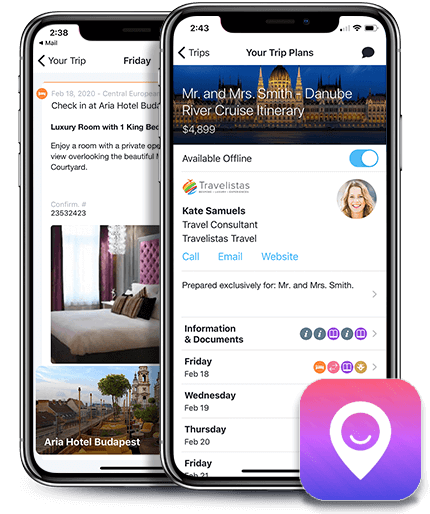 2:38
Mail
Your Trip
Friday
Feb 18, 2020 - Central European
Check in at Aria Hotel Buda
Luxury Room with 1 King Bed
Enjoy a room with a private ope
view overlooking the beautiful M
Courtyard.
Confirm. #
23532423
Aria Hotel Budapest
2:43
Trips
Your Trip Plans
Mr. and Mrs. Smith - Danube
River Cruise Itinerary
$4,899
Available Offline
Travelistas
Kate Samuels
Travel Consultant
Travelistas Travel
Call Email Website
Prepared exclusively for: Mr. and Mrs. Smith.
Information
& Documents
Friday
Feb 18
Wednesday
Feb 19
Thursday
Feb 20
Friday
Feb 21